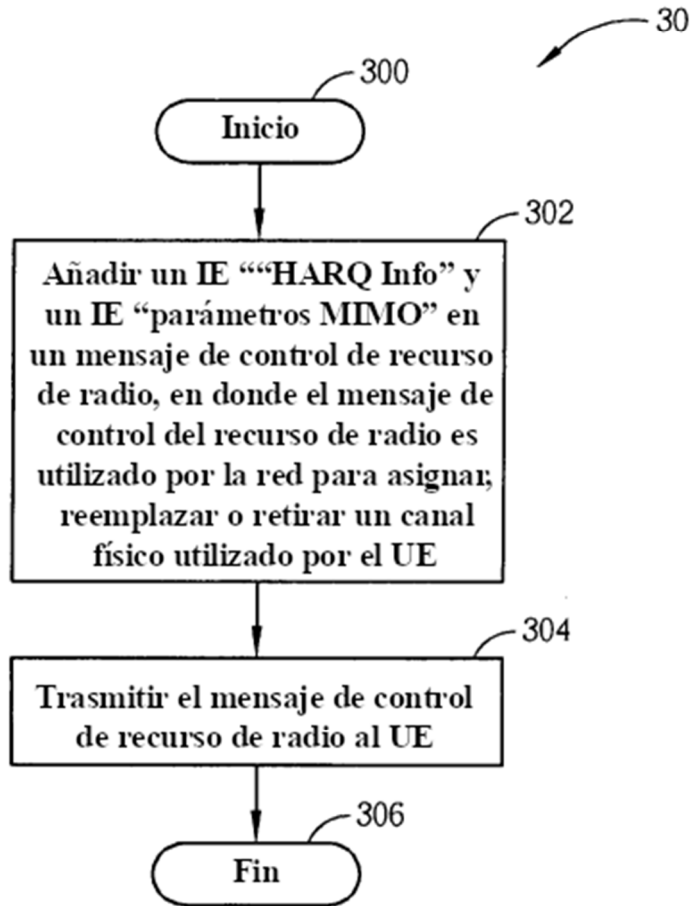 30
300
Inicio
302
Añadir un IE ““HARQ Info” y
un IE “parámetros MIMO” en
un mensaje de control de recurso
de radio, en donde el mensaje de
control del recurso de radio es
utilizado por la red para asignar,
reemplazar o retirar un canal
físico utilizado por el UE
304
Trasmitir el mensaje de control
de recurso de radio al UE
306
Fin